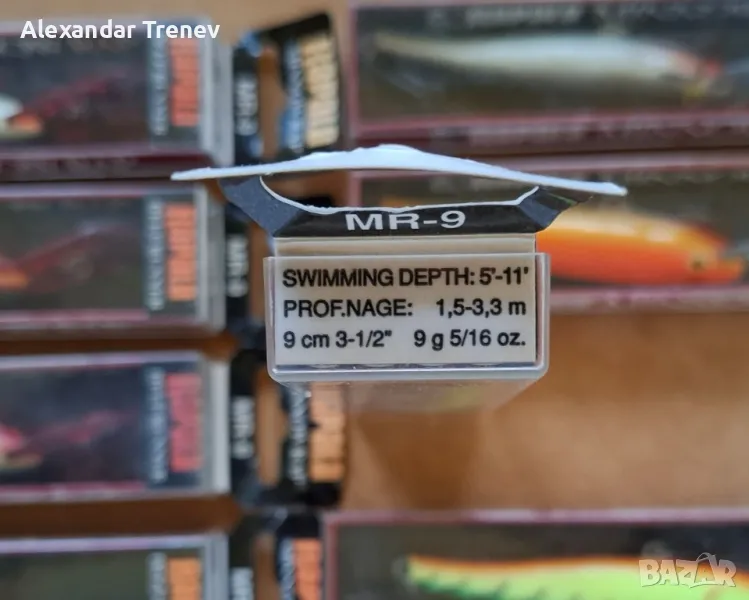 Alexandar Trenev
MR-9
SWIMMING DEPTH: 5'-11'
PROF.NAGE: 1,5-3,3 m
9 cm 3-1/2" 9 g 5/16 oz.
BAZAR